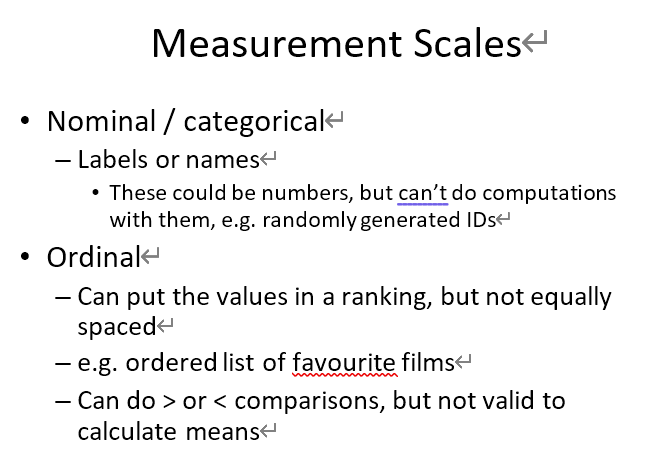 Measurement Scales↵
• Nominal / categorical↵
– Labels or names↵
• These could be numbers, but can't do computations
with them, e.g. randomly generated IDs↵
• Ordinal↵
– Can put the values in a ranking, but not equally
spaced↵
– e.g. ordered list of favourite films↵
– Can do > or < comparisons, but not valid to
calculate means↵